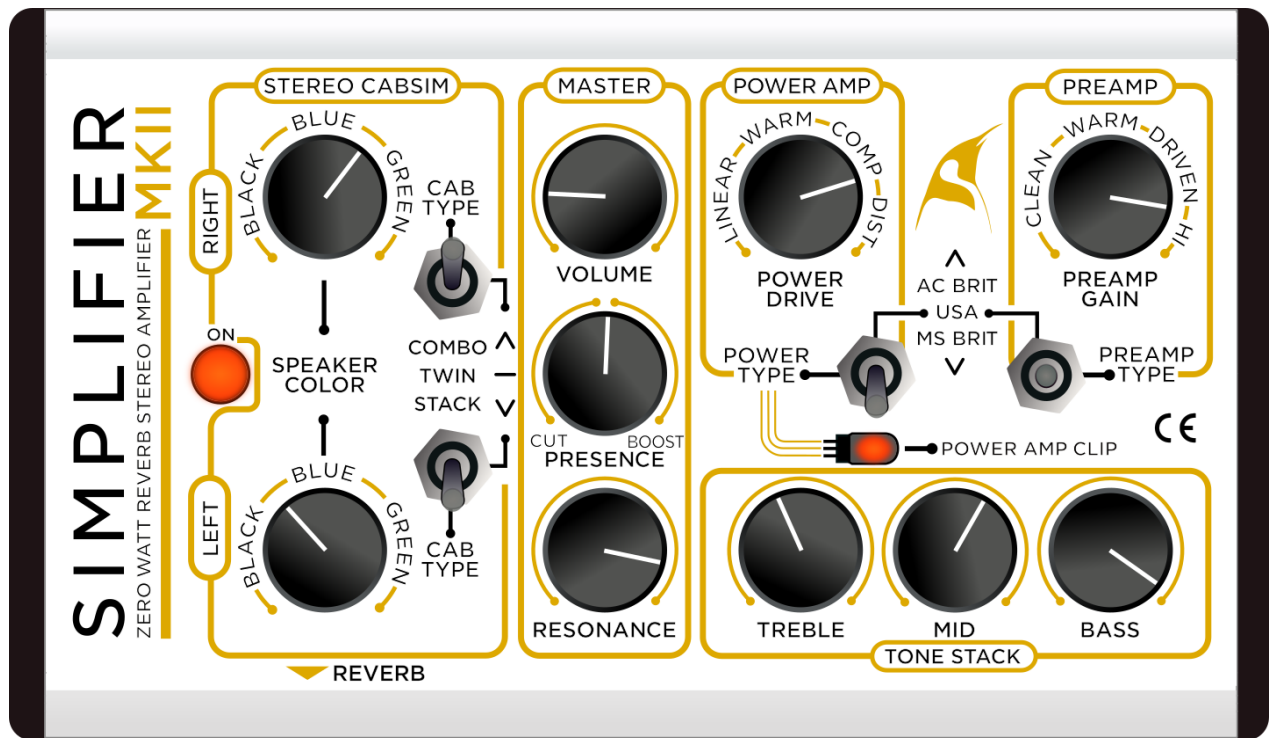 SIMPLIFIER
MKII
ZERO WATT REVERB STEREO AMPLIFIER
STEREO CABSIM
RIGHT
BLACK
BLUE
GREEN
CAB
TYPE
ON
SPEAKER
COLOR
COMBO
TWIN
STACK
LEFT
BLACK
BLUE
GREEN
CAB
TYPE
REVERB
MASTER
VOLUME
CUT
BOOST
PRESENCE
RESONANCE
POWER AMP
LINEAR
WARM
COMP
DIST
POWER
DRIVE
POWER
TYPE
AC BRIT
USA
MS BRIT
PREAMP
CLEAN
WARM
DRIVEN
HI
PREAMP
GAIN
PREAMP
TYPE
CE
POWER AMP CLIP
TREBLE
MID
BASS
TONE STACK